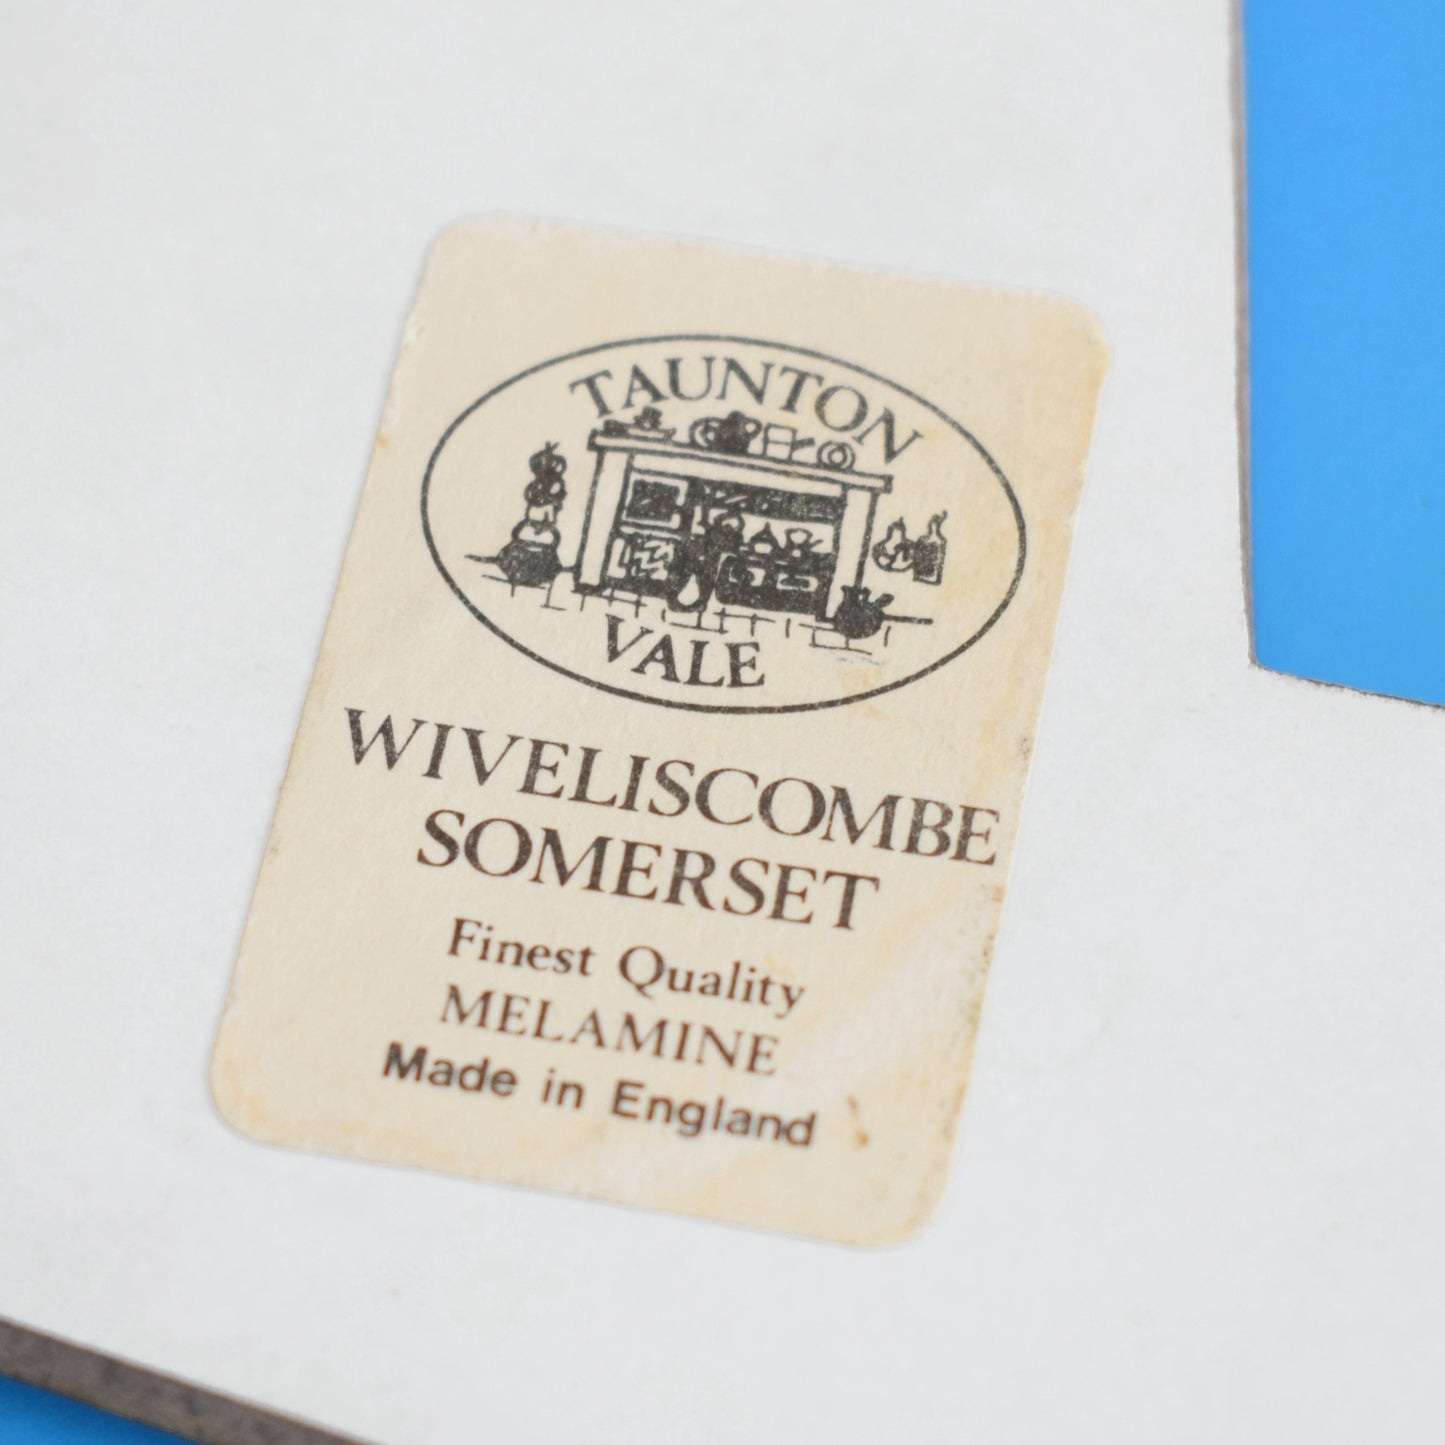 TAUNTON
VALE
WIVELISCOMBE
SOMERSET
Finest Quality
MELAMINE
Made in England